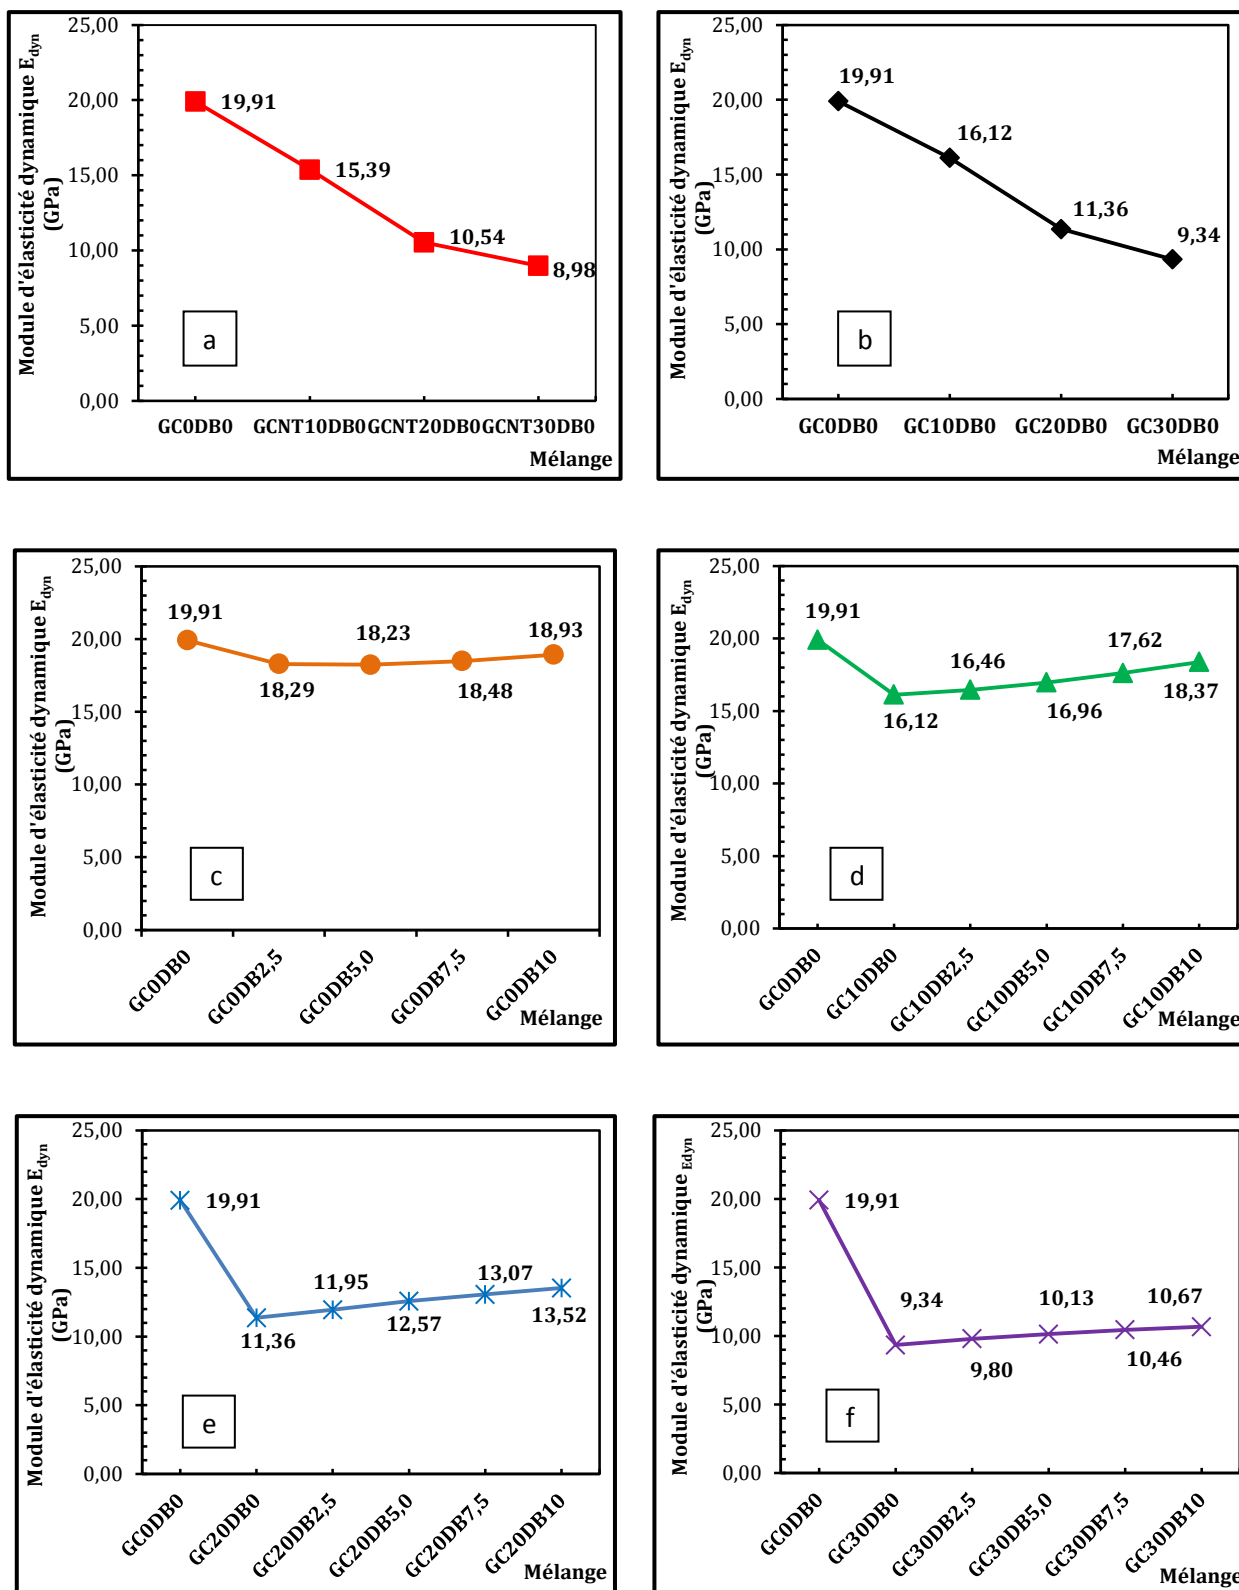 Module d'élasticité dynamique Edyn
(GPa)
25,00
20,00
15,00
10,00
5,00
0,00
19,91
15,39
10,54
8,98
a
GC0DB0 GCNT10DB0 GCNT20DB0 GCNT30DB0
Mélange
Module d'élasticité dynamique Edyn
(GPa)
25,00
20,00
15,00
10,00
5,00
0,00
19,91
16,12
11,36
9,34
b
GC0DB0 GC10DB0 GC20DB0 GC30DB0
Mélange
Module d'élasticité dynamique Edyn
(GPa)
25,00
20,00
15,00
10,00
5,00
0,00
19,91
18,29
18,23
18,48
18,93
c
GC0DB0
GC0DB2,5
GC0DB5,0
GC0DB7,5
GC0DB10
Mélange
Module d'élasticité dynamique Edyn
(GPa)
25,00
20,00
15,00
10,00
5,00
0,00
19,91
16,12
16,46
16,96
17,62
18,37
d
GC0DB0
GC10DB0
GC10DB2,5
GC10DB5,0
GC10DB7,5
GC10DB10
Mélange
Module d'élasticité dynamique Edyn
(GPa)
25,00
20,00
15,00
10,00
5,00
0,00
19,91
11,36
11,95
12,57
13,07
13,52
e
GC0DB0
GC20DB0
GC20DB2,5
GC20DB5,0
GC20DB7,5
GC20DB10
Mélange
Module d'élasticité dynamique Edyn
(GPa)
25,00
20,00
15,00
10,00
5,00
0,00
19,91
9,34
9,80
10,13
10,46
10,67
f
GC0DB0
GC30DB0
GC30DB2,5
GC30DB5,0
GC30DB7,5
GC30DB10
Mélange